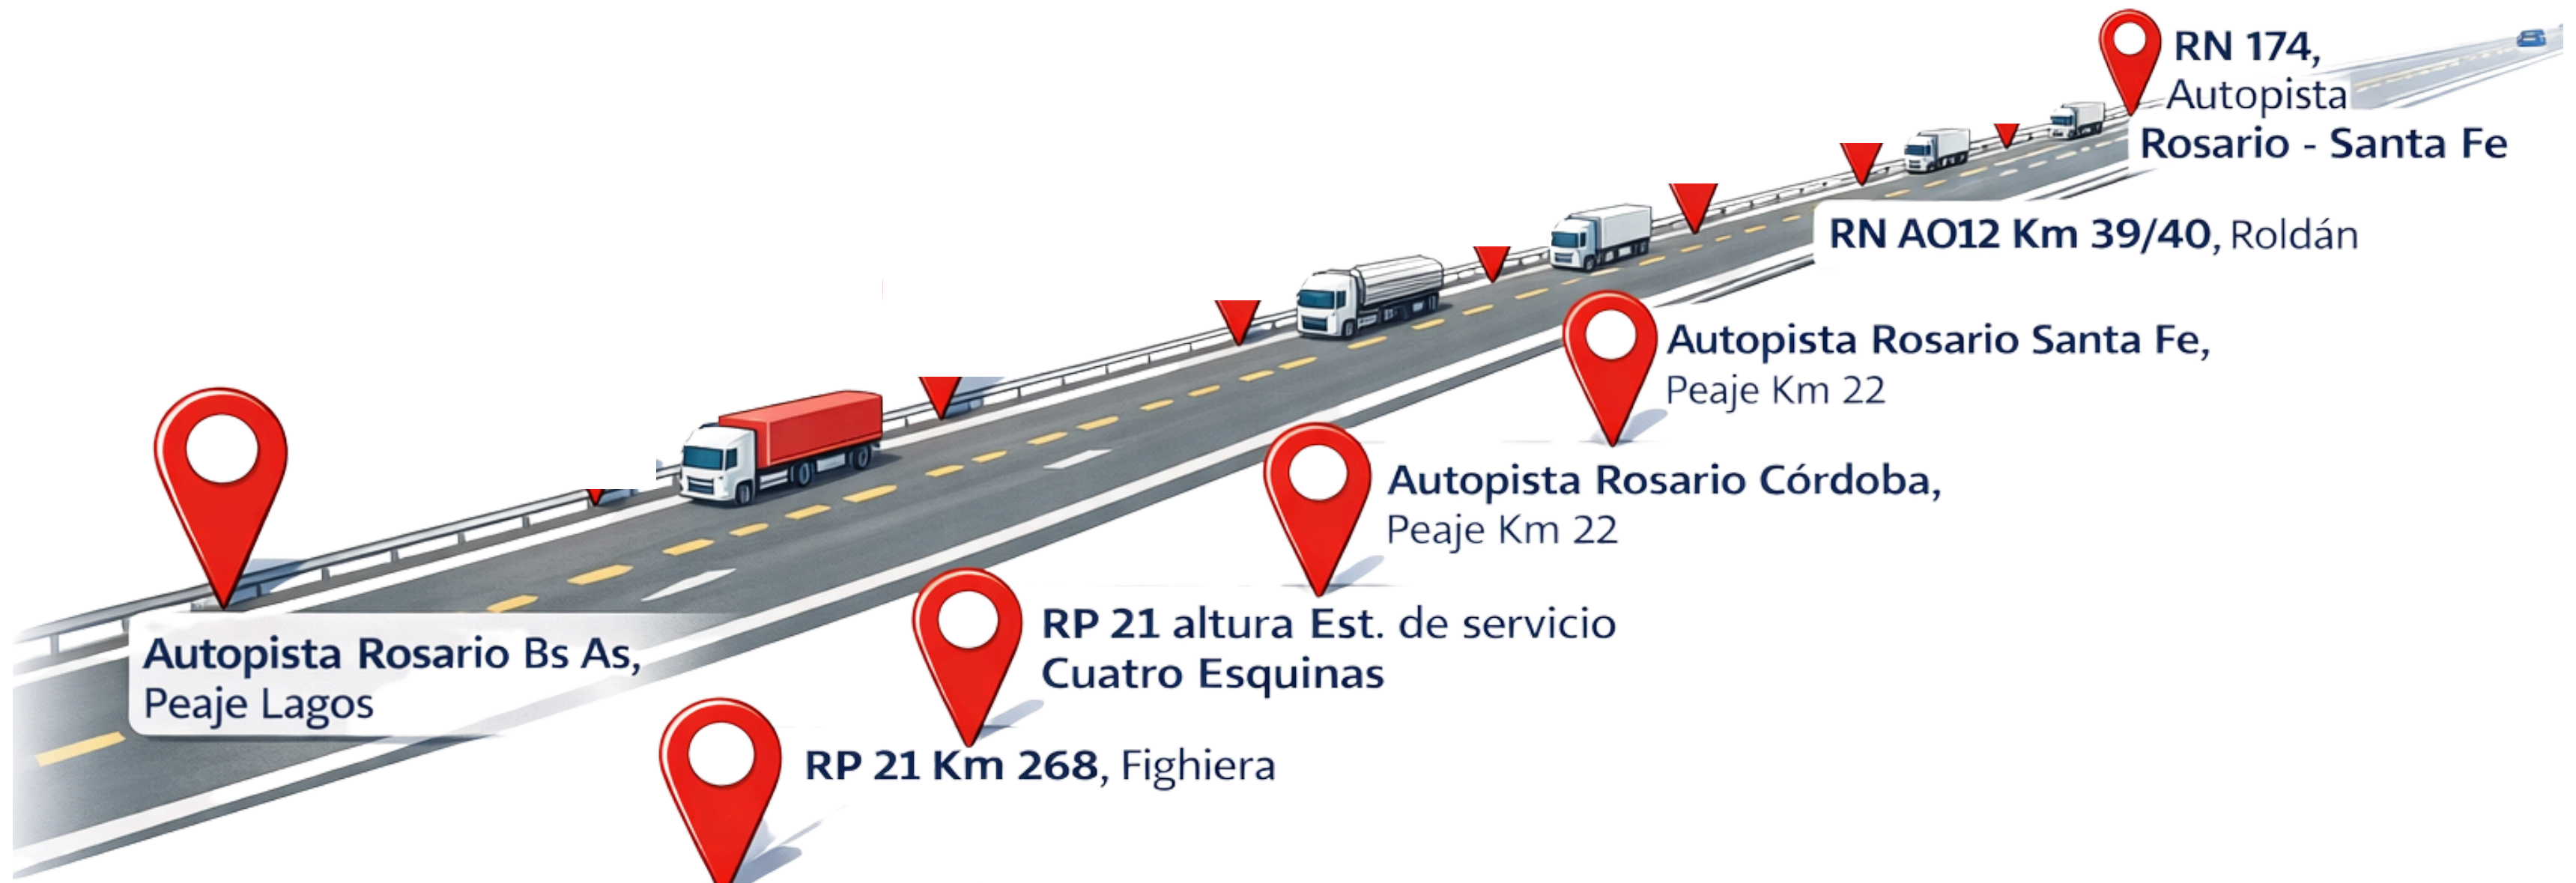 RN 174,
Autopista
Rosario - Santa Fe
RN AO12 Km 39/40, Roldán
Autopista Rosario Santa Fe,
Peaje Km 22
Autopista Rosario Córdoba,
Peaje Km 22
RP 21 altura Est. de servicio
Cuatro Esquinas
Autopista Rosario Bs As,
Peaje Lagos
RP 21 Km 268, Fighiera